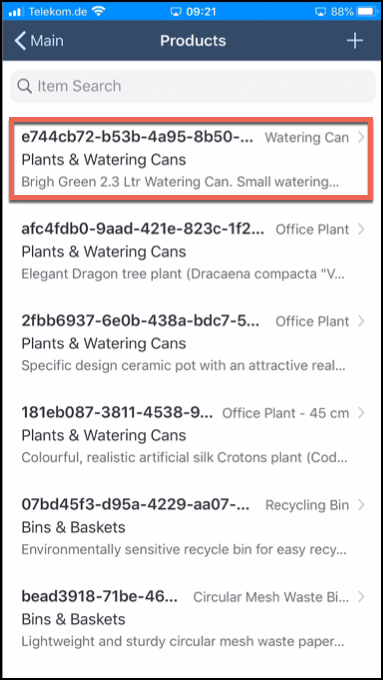 Telekom.de 09:21 88%
Main Products +
Item Search
e744cb72-b53b-4a95-8b50-... Watering Can
Plants & Watering Cans
Brigh Green 2.3 Ltr Watering Can. Small watering...
afc4fdb0-9aad-421e-823c-1f2... Office Plant
Plants & Watering Cans
Elegant Dragon tree plant (Dracaena compacta "V...
2fbb6937-6e0b-438a-bdc7-5... Office Plant
Plants & Watering Cans
Specific design ceramic pot with an attractive real...
181eb087-3811-4538-9... Office Plant - 45 cm
Plants & Watering Cans
Colourful, realistic artificial silk Crotons plant (Cod...
07bd45f3-d95a-4229-aa07-... Recycling Bin
Bins & Baskets
Environmentally sensitive recycle bin for easy recy...
bead3918-71be-46... Circular Mesh Waste Bi...
Bins & Baskets
Lightweight and sturdy circular mesh waste paper...